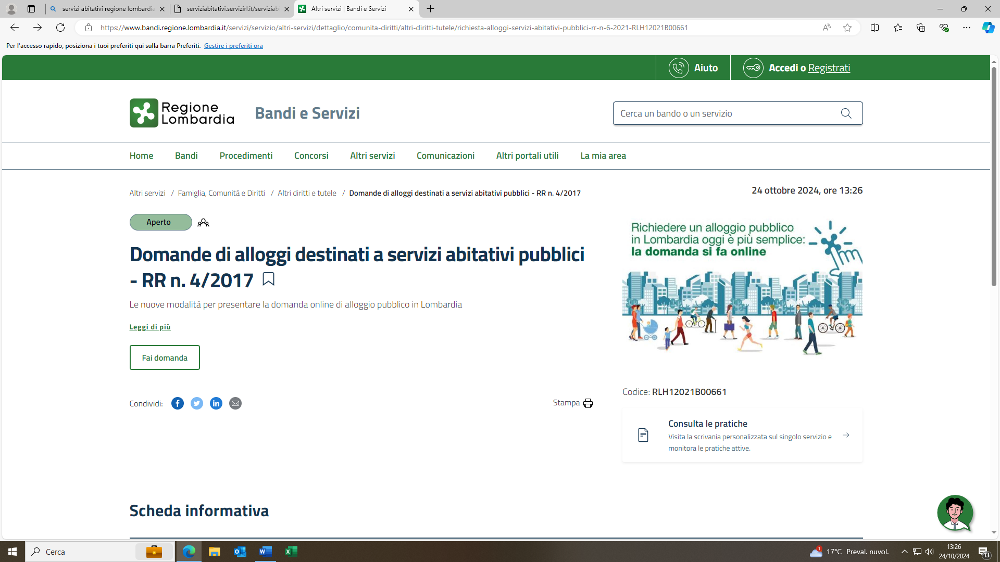 servizi abitativi regione lombardia
serviziabitativi.servizirl.it/serviziab
Altri servizi | Bandi e Servizi
https://www.bandi.regione.lombardia.it/servizi/servizio/altri-servizi/dettaglio/comunita-diritti/altri-diritti-tutele/richiesta-alloggi-servizi-abitativi-pubblici-rr-n-6-2021-RLH12021B00661
Per l'accesso rapido, posiziona i tuoi preferiti qui sulla barra Preferiti. Gestire i preferiti ora
Aiuto
Accedi o Registrati
Regione
Lombardia
Bandi e Servizi
Cerca un bando o un servizio
Home Bandi Procedimenti Concorsi Altri servizi Comunicazioni Altri portali utili La mia area
Altri servizi / Famiglia, Comunità e Diritti / Altri diritti e tutele / Domande di alloggi destinati a servizi abitativi pubblici - RR n. 4/2017
24 ottobre 2024, ore 13:26
Aperto
Domande di alloggi destinati a servizi abitativi pubblici
- RR n. 4/2017
Le nuove modalità per presentare la domanda online di alloggio pubblico in Lombardia
Leggi di più
Fai domanda
Condividi:
Stampa
Richiedere un alloggio pubblico
in Lombardia oggi è più semplice:
la domanda si fa online
Codice: RLH12021B00661
Consulta le pratiche
Visita la scrivania personalizzata sul singolo servizio e
monitora le pratiche attive.
Scheda informativa
Cerca
1
17°C Preval. nuvol.
13:26
24/10/2024
13